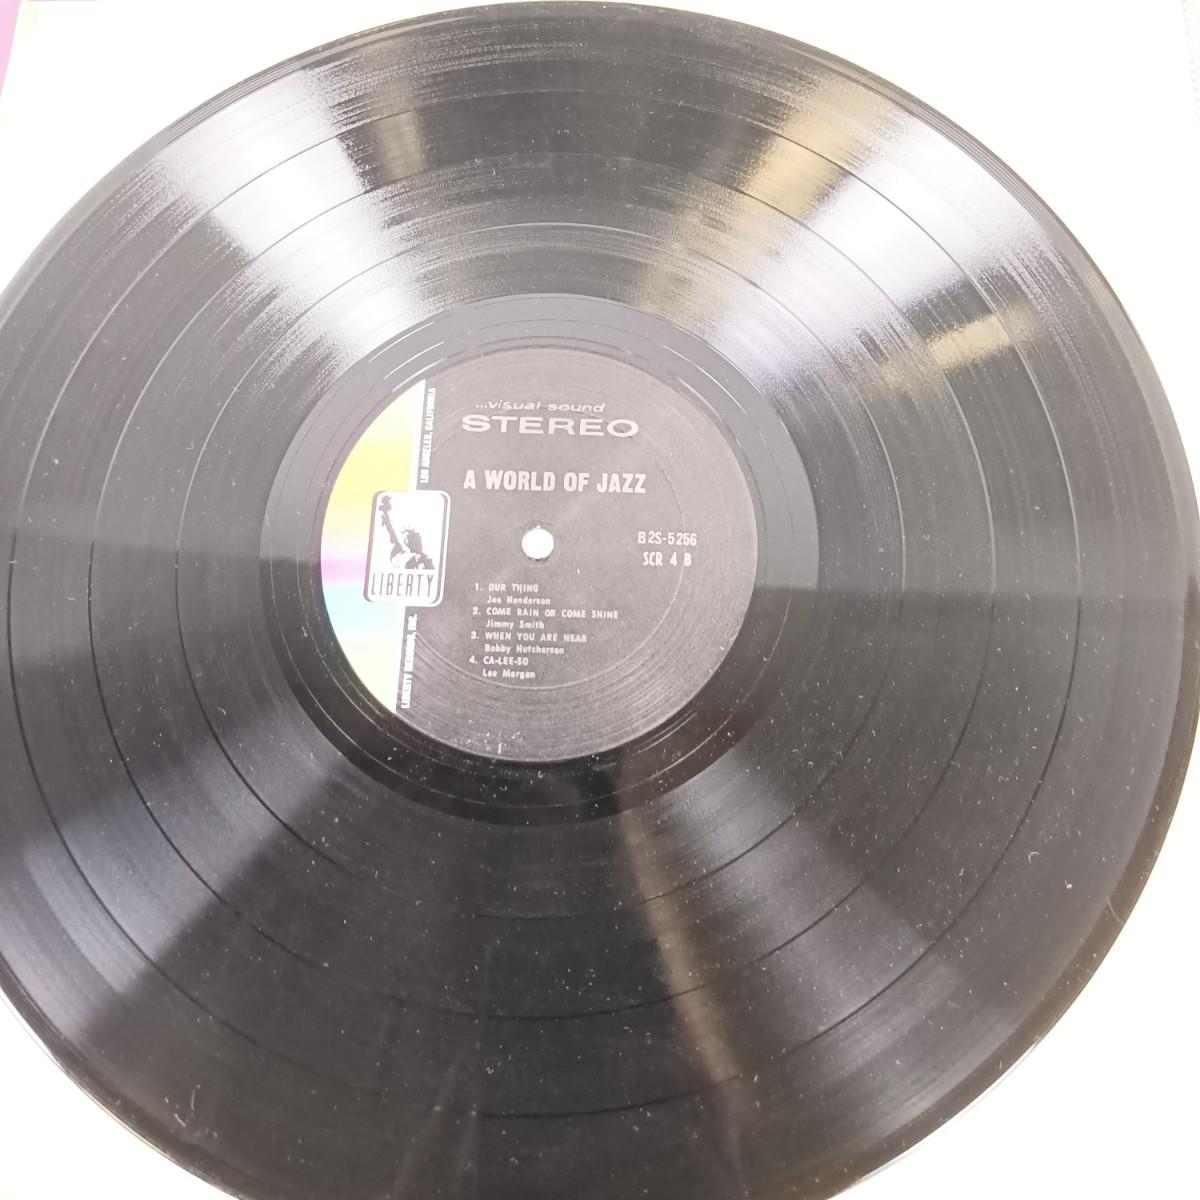 ...visual sound
STEREO
A WORLD OF JAZZ
B2S-5256
SCR 4 B
1. OUR THING
Joe Henderson
2. COME RAIN OR COME SHINE
Jimmy Smith
3. WHEN YOU ARE NEAR
Bobby Hutcherson
4. CA-LEE-SO
Lee Morgan
LIBERTY
LIBERTY RECORDS, INC.
LOS ANGELES, CALIFORNIA